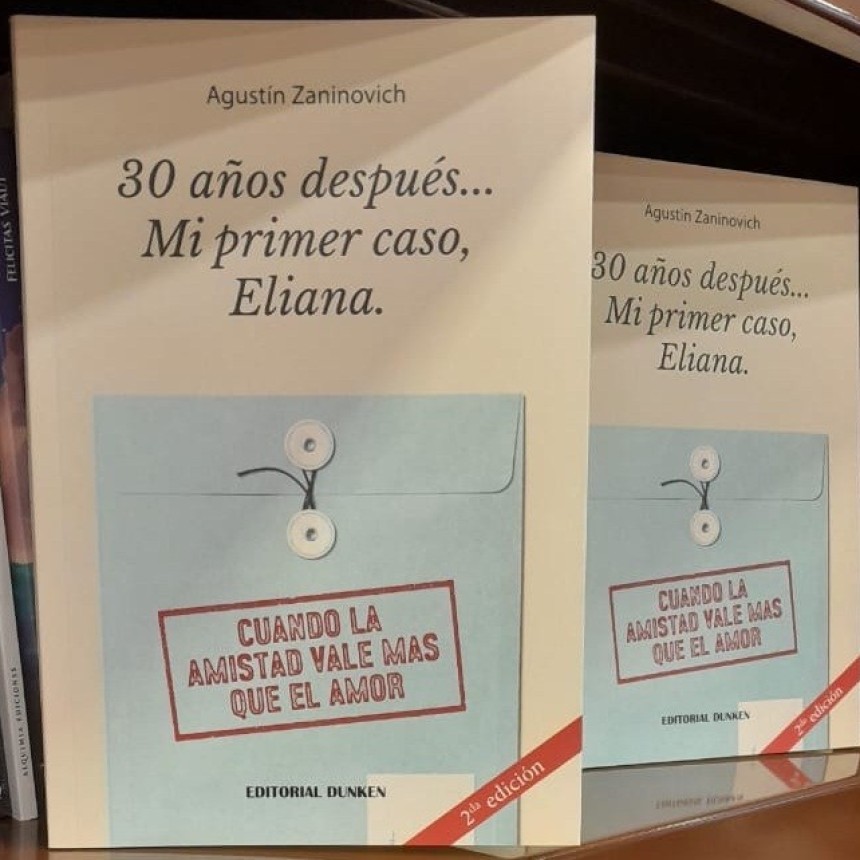 Agustín Zaninovich
30 años después...
Mi primer caso,
Eliana.
CUANDO LA
AMISTAD VALE MAS
QUE EL AMOR
EDITORIAL DUNKEN
2da edición
Agustín Zaninovich
30 años después...
Mi primer caso,
Eliana.
CUANDO LA
AMISTAD VALE MAS
QUE EL AMOR
EDITORIAL DUNKEN
2da edición
FELICITAS
ALQUIMIA EDICIONES